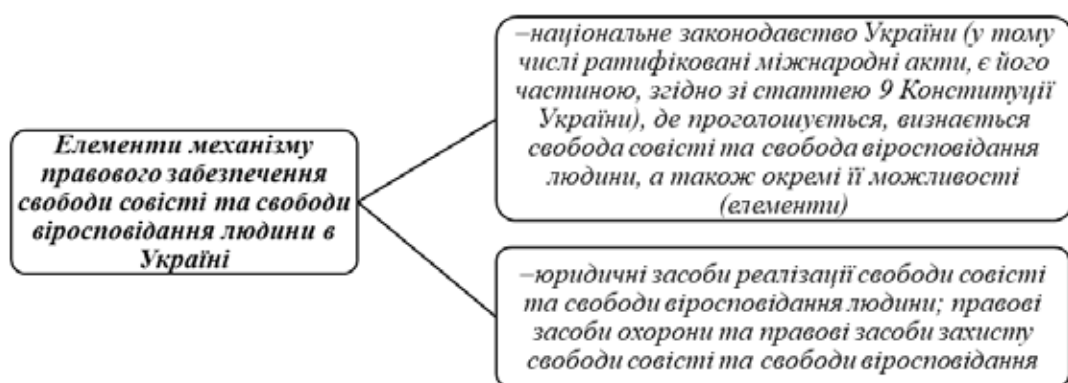 Елементи механізму
правового забезпечення
свободи совісті та свободи
віросповідання людини в
Україні
–національне законодавство України (у тому
числі ратифіковані міжнародні акти, є його
частиною, згідно зі статтею 9 Конституції
України), де проголошується, визнається
свобода совісті та свобода віросповідання
людини, а також окремі її можливості
(елементи)
–юридичні засоби реалізації свободи совісті
та свободи віросповідання людини; правові
засоби охорони та правові засоби захисту
свободи совісті та свободи віросповідання